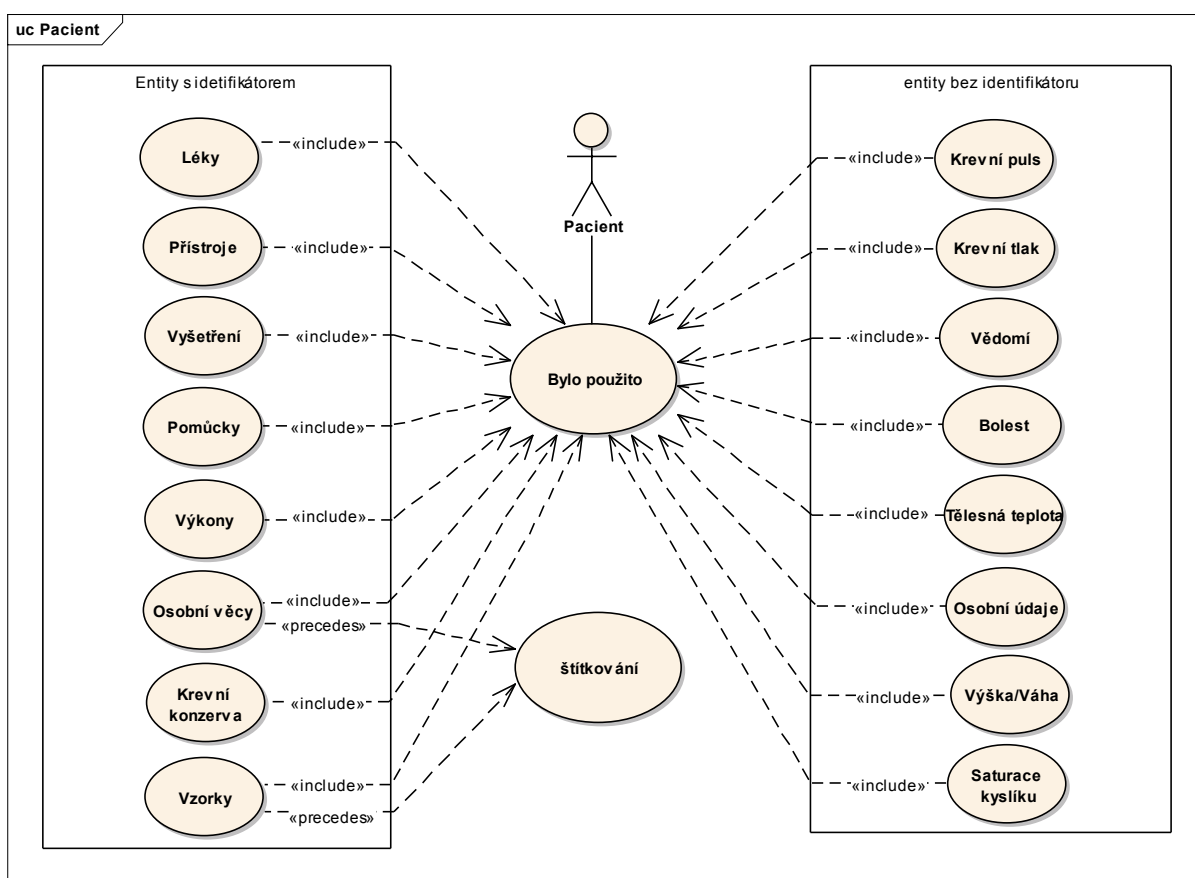 uc Pacient
Entity s idetifikátorem
Léky
«include»
Přístroje
«include»
Vyšetření
«include»
Pomůcky
«include»
Výkony
«include»
Osobní věcy
«include»
«precedes»
Krevní
konzerva
«include»
Vzorky
«include»
«precedes»
Pacient
Bylo použito
štítkování
entity bez identifikátoru
«include»
Krevní puls
«include»
Krevní tlak
«include»
Vědomí
«include»
Bolest
«include»
Tělesná teplota
«include»
Osobní údaje
«include»
Výška/Váha
«include»
Saturace
kyslíku